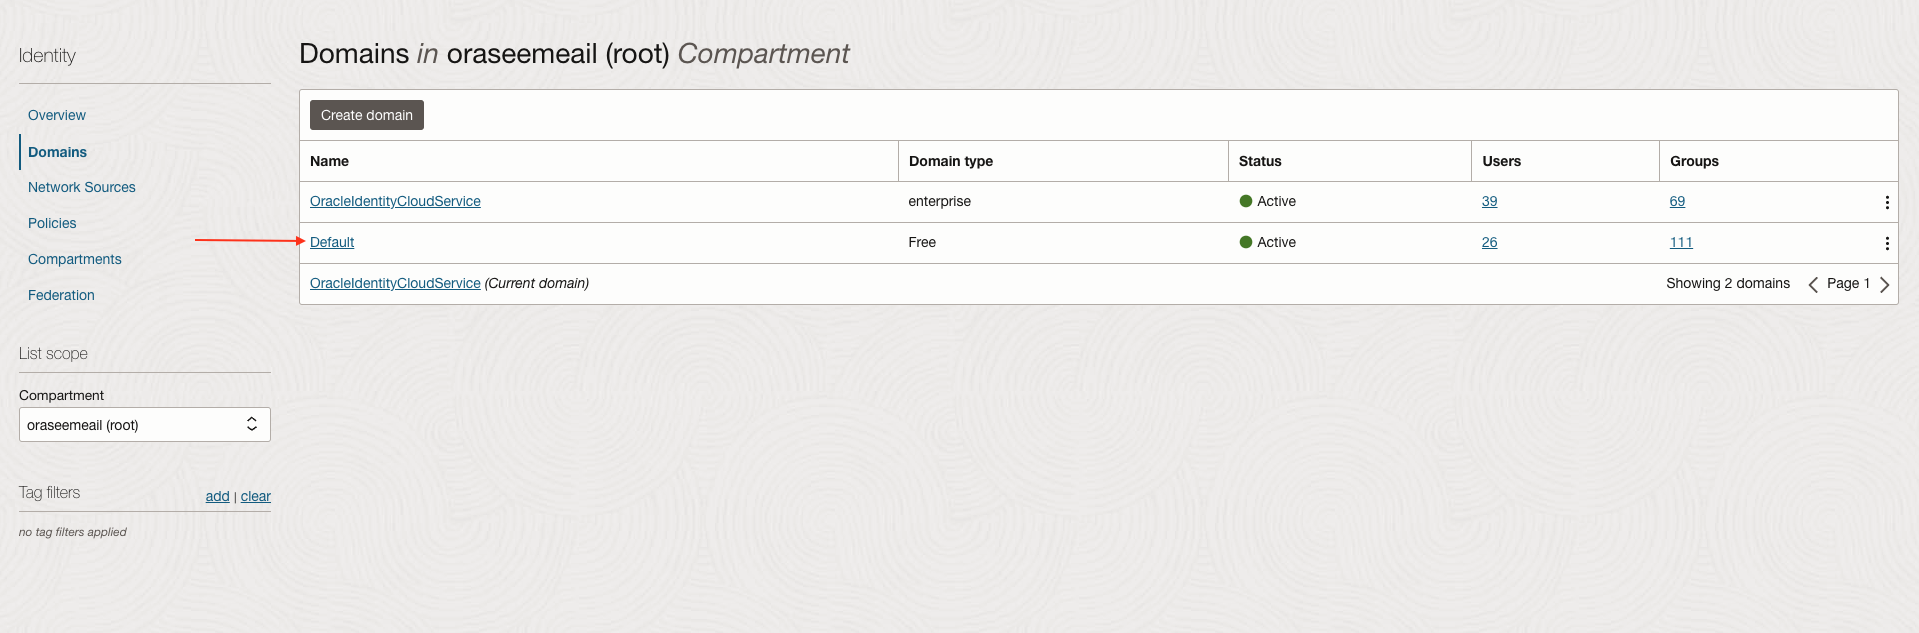 Identity
Overview
Domains
Network Sources
Policies
Compartments
Federation
List scope
Compartment
oraseemeail (root)
Tag filters
add | clear
no tag filters applied
Domains in oraseemeail (root) Compartment
Create domain
Name Domain type Status Users Groups
OracleIdentityCloudService enterprise Active 39 69
Default Free Active 26 111
OracleIdentityCloudService (Current domain) Showing 2 domains Page 1